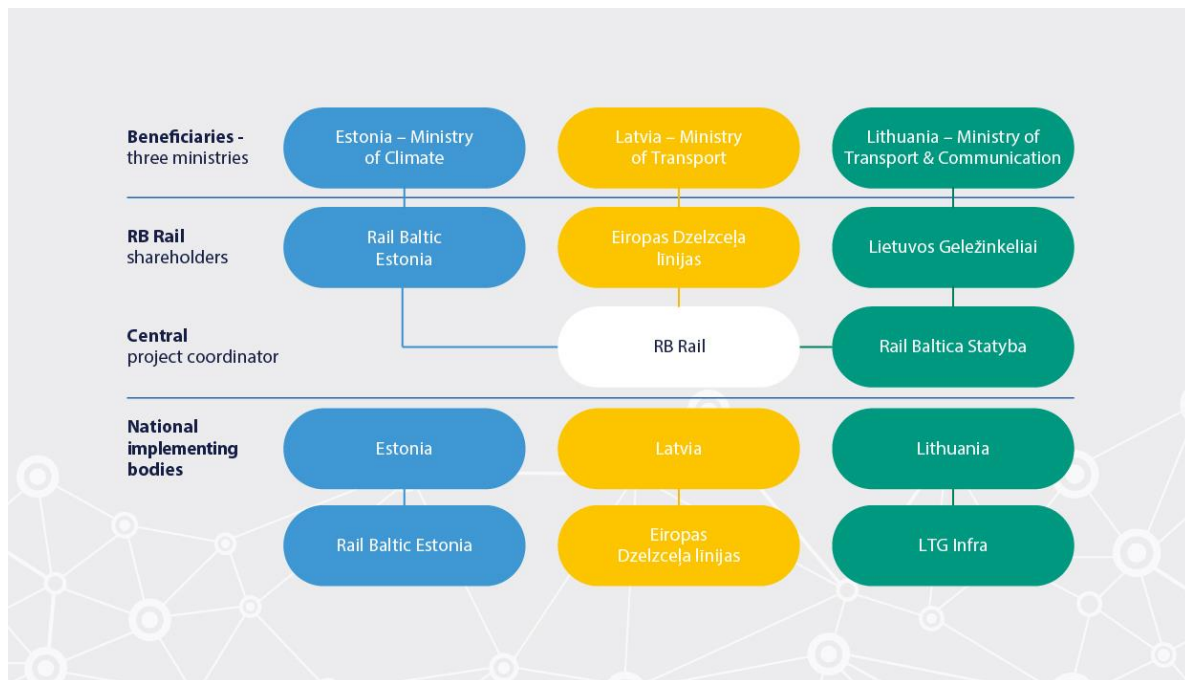 Beneficiaries -
three ministries
Estonia – Ministry
of Climate
Latvia – Ministry
of Transport
Lithuania – Ministry of
Transport & Communication
RB Rail
shareholders
Rail Baltic
Estonia
Eiropas Dzelzceļa
līnijas
Lietuvos Geležinkeliai
Central
project coordinator
RB Rail
Rail Baltica Statyba
National
implementing
bodies
Estonia
Latvia
Lithuania
Rail Baltic Estonia
Eiropas
Dzelzceļa līnijas
LTG Infra